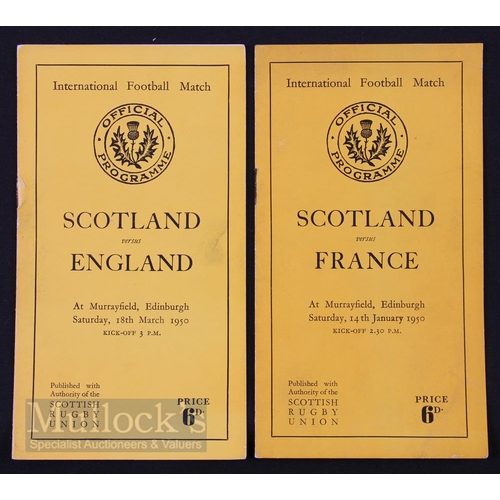 International Football Match
OFFICIAL
PROGRAMME
SCOTLAND
versus
ENGLAND
At Murrayfield, Edinburgh
Saturday, 18th March 1950
KICK-OFF 3 P.M.
Published with
Authority of the
SCOTTISH
RUGBY
UNION
PRICE
6D.
Mullock's
Specialist Auctioneers & Valuers
International Football Match
OFFICIAL
PROGRAMME
SCOTLAND
versus
FRANCE
At Murrayfield, Edinburgh
Saturday, 14th January 1950
KICK-OFF 2.30 P.M.
Published with
Authority of the
SCOTTISH
RUGBY
UNION
PRICE
6D.